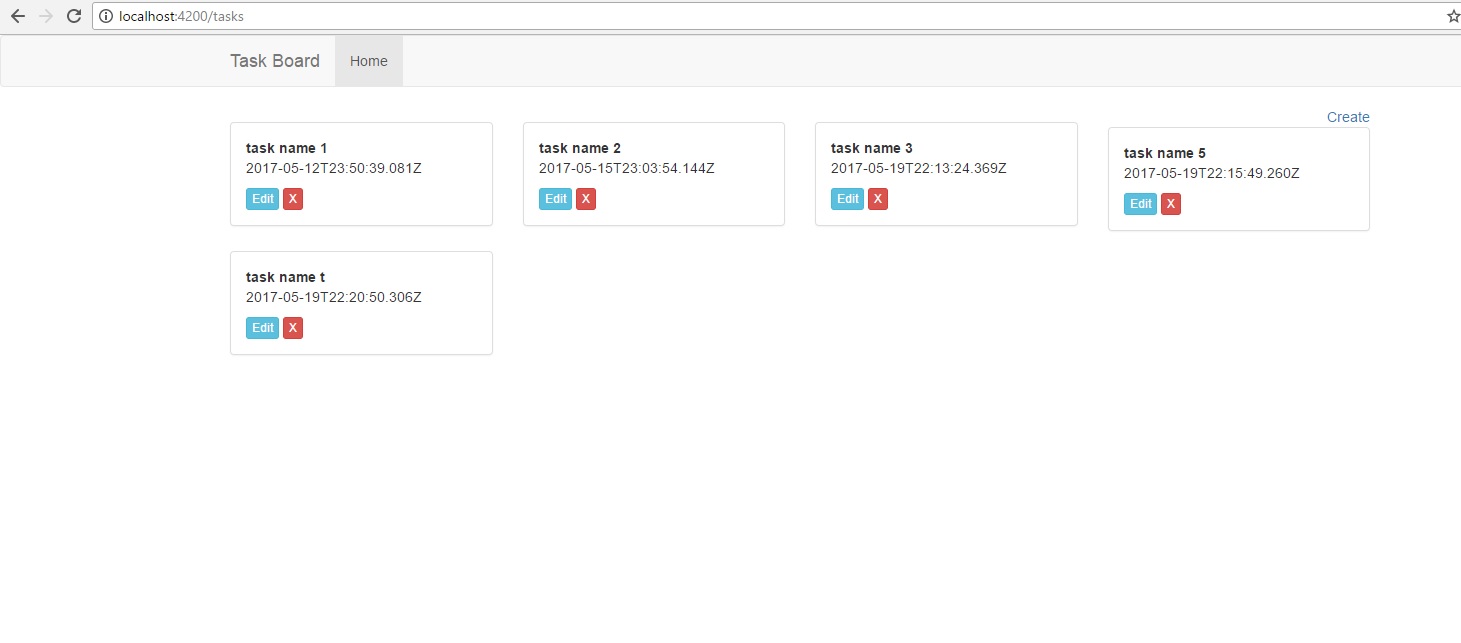 localhost:4200/tasks
Task Board Home
Create
task name 1
2017-05-12T23:50:39.081Z
Edit X
task name 2
2017-05-15T23:03:54.144Z
Edit X
task name 3
2017-05-19T22:13:24.369Z
Edit X
task name 5
2017-05-19T22:15:49.260Z
Edit X
task name t
2017-05-19T22:20:50.306Z
Edit X